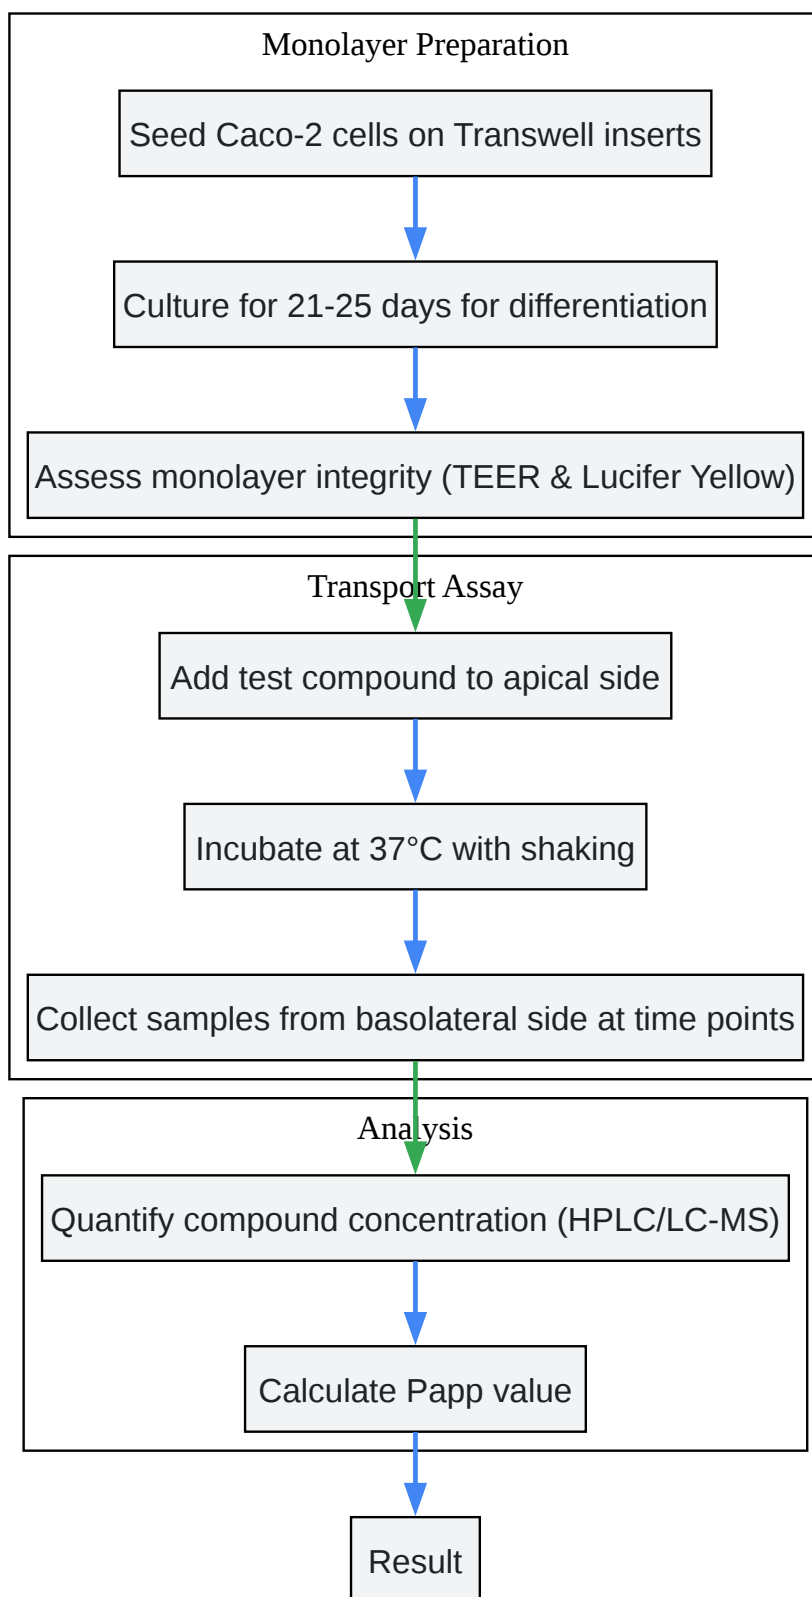 Monolayer Preparation
Seed Caco-2 cells on Transwell inserts
Culture for 21-25 days for differentiation
Assess monolayer integrity (TEER & Lucifer Yellow)
Transport Assay
Add test compound to apical side
Incubate at 37°C with shaking
Collect samples from basolateral side at time points
Analysis
Quantify compound concentration (HPLC/LC-MS)
Calculate Papp value
Result